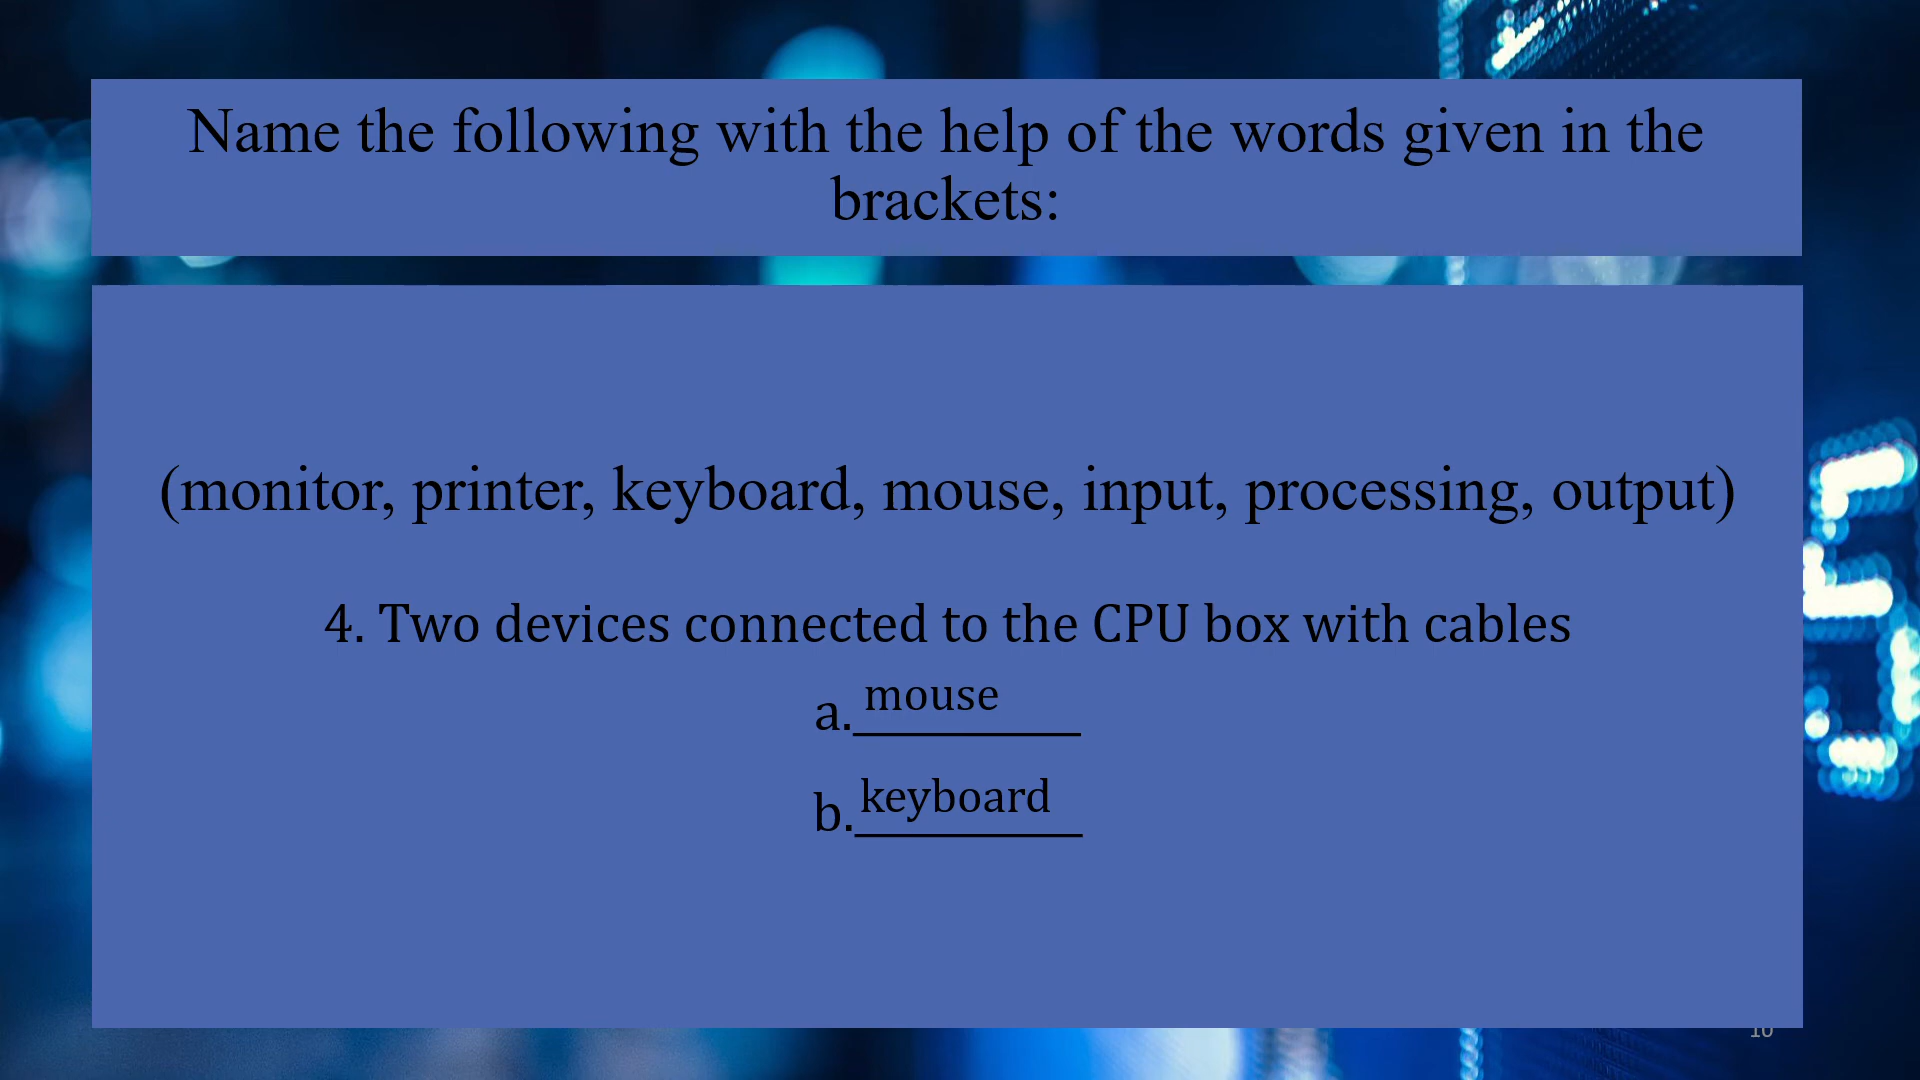 Name the following with the help of the words given in the
brackets:
(monitor, printer, keyboard, mouse, input, processing, output)
4. Two devices connected to the CPU box with cables
a. mouse
b. keyboard
10